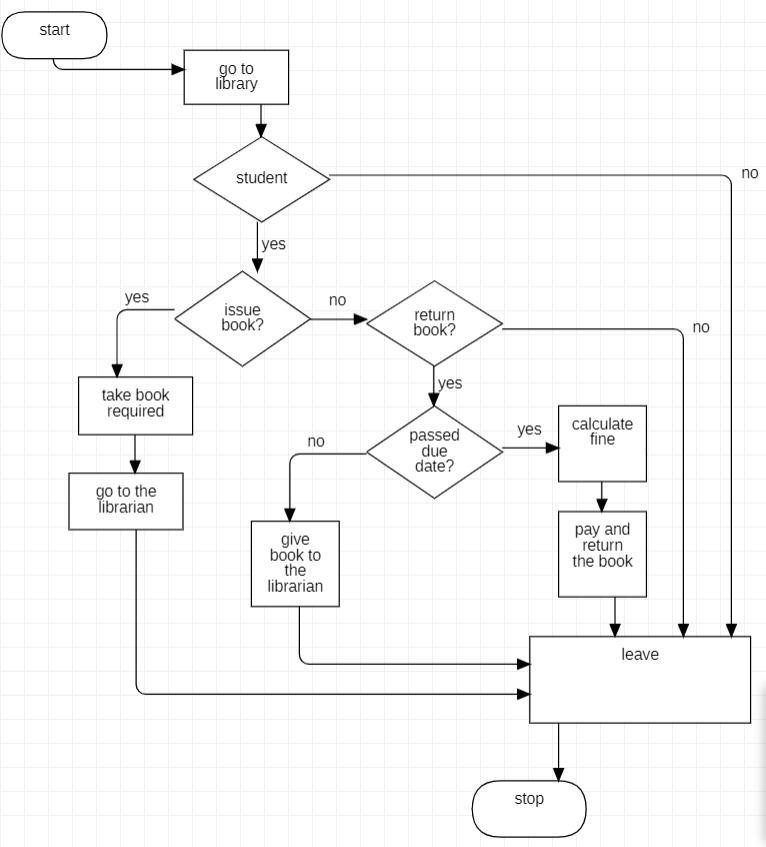 start
go to
library
student
no
yes
issue
book?
yes
no
return
book?
no
yes
take book
required
go to the
librarian
passed
due
date?
no
yes
calculate
fine
give
book to
the
librarian
pay and
return
the book
leave
stop